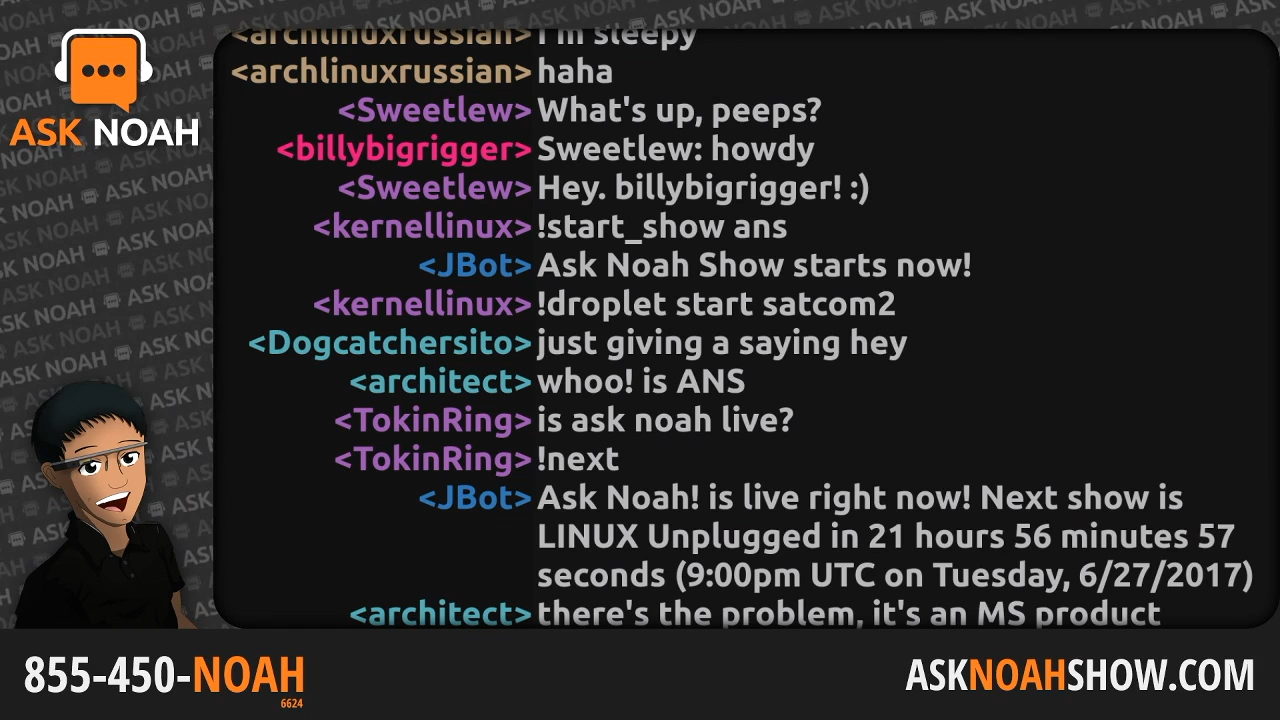 ASK NOAH
<archlinuxrussian> I'm sleepy
<archlinuxrussian> haha
<Sweetlew> What's up, peeps?
<billybigrigger> Sweetlew: howdy
<Sweetlew> Hey. billybigrigger! :)
<kernellinux> !start_show ans
<JBot> Ask Noah Show starts now!
<kernellinux> !droplet start satcom2
<Dogcatchersito> just giving a saying hey
<architect> whoo! is ANS
<TokinRing> is ask noah live?
<TokinRing> !next
<JBot> Ask Noah! is live right now! Next show is
LINUX Unplugged in 21 hours 56 minutes 57
seconds (9:00pm UTC on Tuesday, 6/27/2017)
<architect> there's the problem, it's an MS product
855-450-NOAH
6624
ASKNOAHSHOW.COM